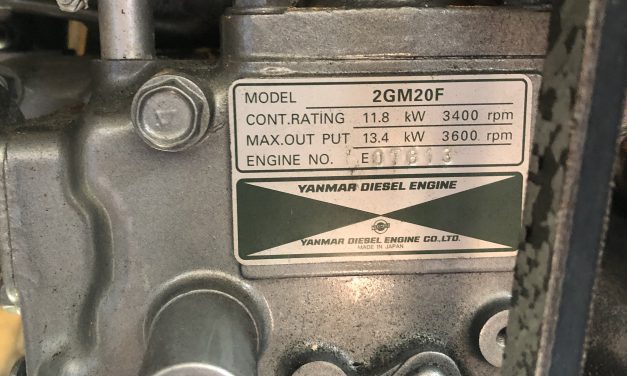 MODEL 2GM20F
CONT.RATING 11.8 kW 3400 rpm
MAX.OUT PUT 13.4 kW 3600 rpm
ENGINE NO. E07613
YANMAR DIESEL ENGINE
YANMAR DIESEL ENGINE CO.,LTD.
MADE IN JAPAN